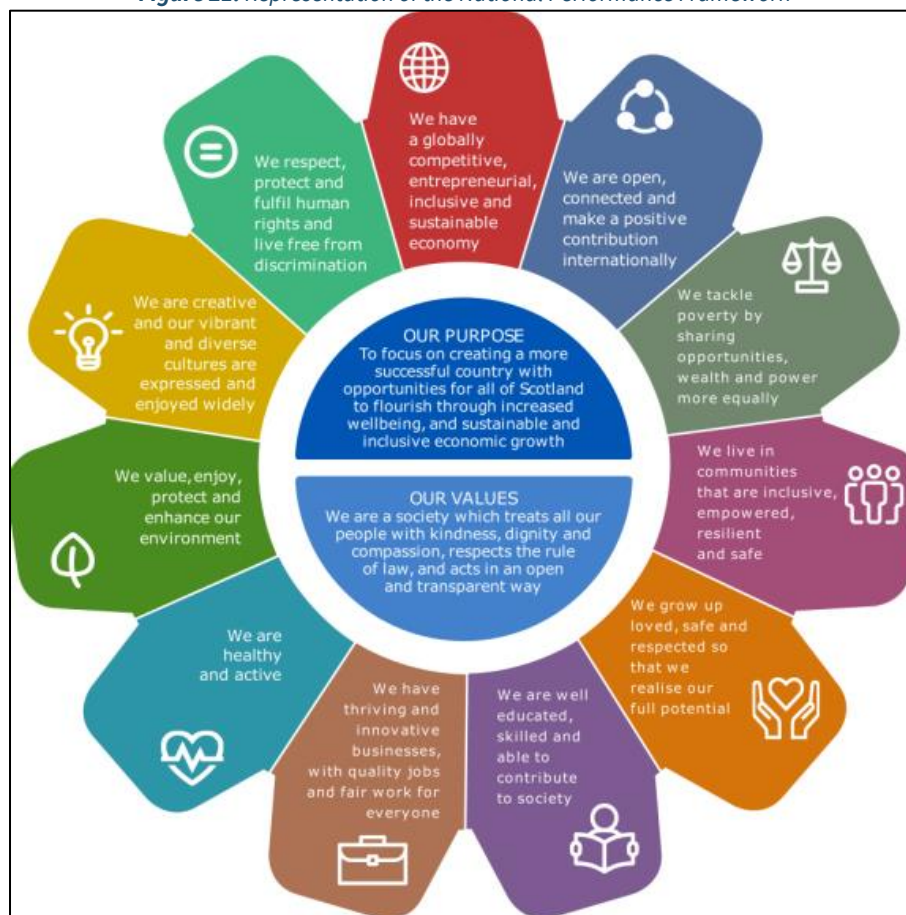 Figure
Representation of the National Performance Framework
We have
a globally
competitive,
entrepreneurial,
inclusive and
sustainable
economy
We are open,
connected and
make a positive
contribution
internationally
We tackle
poverty by
sharing
opportunities,
wealth and power
more equally
We live in
communities
that are inclusive,
empowered,
resilient
and safe
We grow up
loved, safe and
respected so
that we
realise our
full potential
We are well
educated,
skilled and
able to
contribute
to society
We have
thriving and
innovative
businesses,
with quality jobs
and fair work for
everyone
We are
healthy
and active
We value, enjoy,
protect and
enhance our
environment
We are creative
and our vibrant
and diverse
cultures are
expressed and
enjoyed widely
We respect,
protect and
fulfil human
rights and
live free from
discrimination
OUR PURPOSE
To focus on creating a more
successful country with
opportunities for all of Scotland
to flourish through increased
wellbeing, and sustainable and
inclusive economic growth
OUR VALUES
We are a society which treats all our
people with kindness, dignity and
compassion, respects the rule
of law, and acts in an open
and transparent way